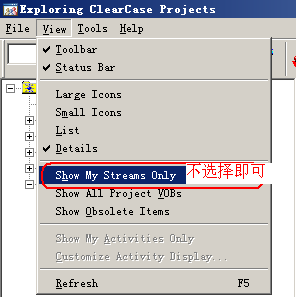 Exploring ClearCase Projects
File View Tools Help
Toolbar
Status Bar
Large Icons
Small Icons
List
Details
Show My Streams Only 不选择即可
Show All Project VOBs
Show Obsolete Items
Show My Activities Only
Customize Activity Display...
Refresh F5